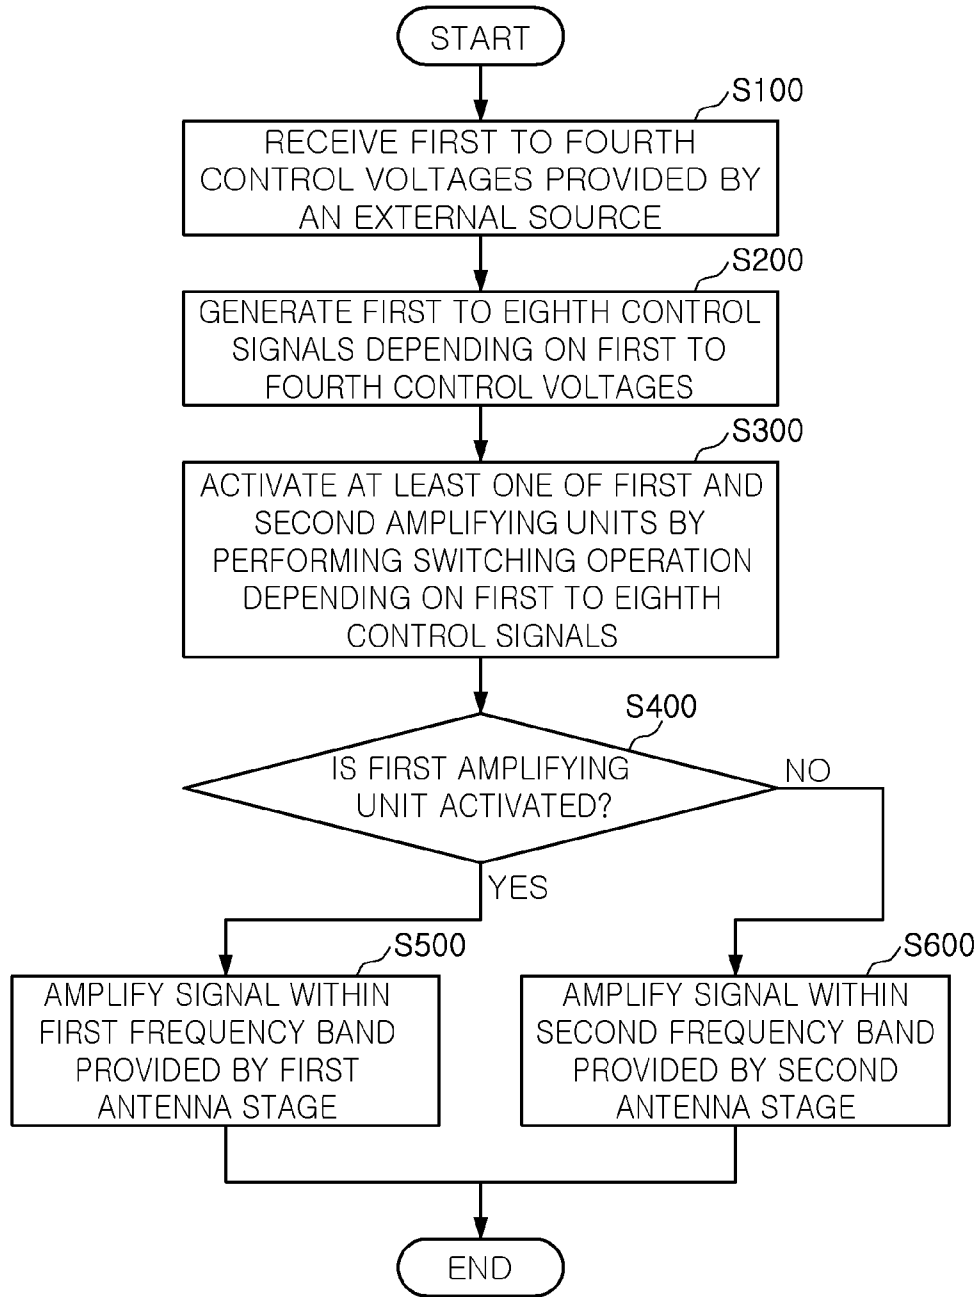 START
S100
RECEIVE FIRST TO FOURTH
CONTROL VOLTAGES PROVIDED BY
AN EXTERNAL SOURCE
S200
GENERATE FIRST TO EIGHTH CONTROL
SIGNALS DEPENDING ON FIRST TO
FOURTH CONTROL VOLTAGES
S300
ACTIVATE AT LEAST ONE OF FIRST AND
SECOND AMPLIFYING UNITS BY
PERFORMING SWITCHING OPERATION
DEPENDING ON FIRST TO EIGHTH
CONTROL SIGNALS
S400
IS FIRST AMPLIFYING
UNIT ACTIVATED?
NO
YES
S500
AMPLIFY SIGNAL WITHIN
FIRST FREQUENCY BAND
PROVIDED BY FIRST
ANTENNA STAGE
S600
AMPLIFY SIGNAL WITHIN
SECOND FREQUENCY BAND
PROVIDED BY SECOND
ANTENNA STAGE
END